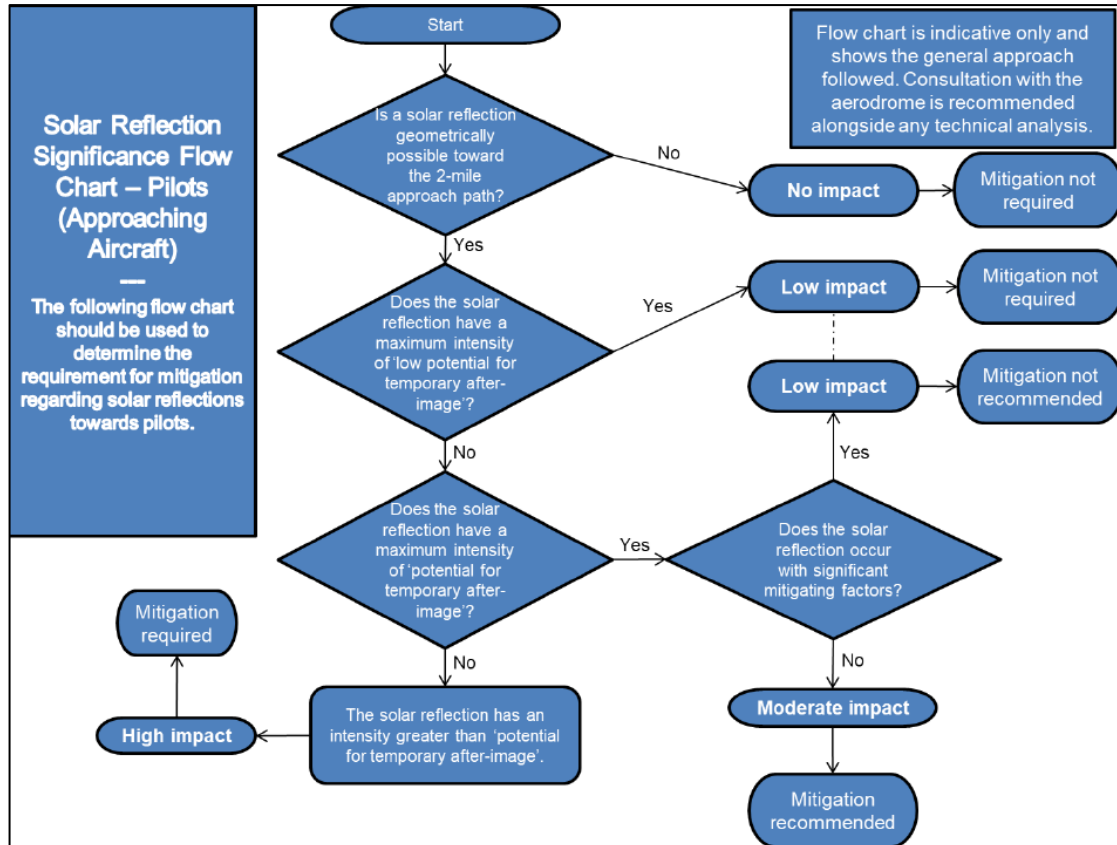 Solar Reflection
Significance Flow
Chart – Pilots
(Approaching
Aircraft)
---
The following flow chart
should be used to
determine the
requirement for mitigation
regarding solar reflections
towards pilots.
Start
Flow chart is indicative only and
shows the general approach
followed. Consultation with the
aerodrome is recommended
alongside any technical analysis.
Is a solar reflection
geometrically
possible toward
the 2-mile
approach path?
No
No impact
Mitigation not
required
Yes
Does the solar
reflection have a
maximum intensity
of ‘low potential for
temporary after-
image’?
Yes
Low impact
Mitigation not
required
Low impact
Mitigation not
recommended
No
Yes
Does the solar
reflection have a
maximum intensity
of ‘potential for
temporary after-
image’?
Yes
Does the solar
reflection occur
with significant
mitigating factors?
No
No
The solar reflection has an
intensity greater than ‘potential
for temporary after-image’.
High impact
Mitigation
required
Moderate impact
Mitigation
recommended